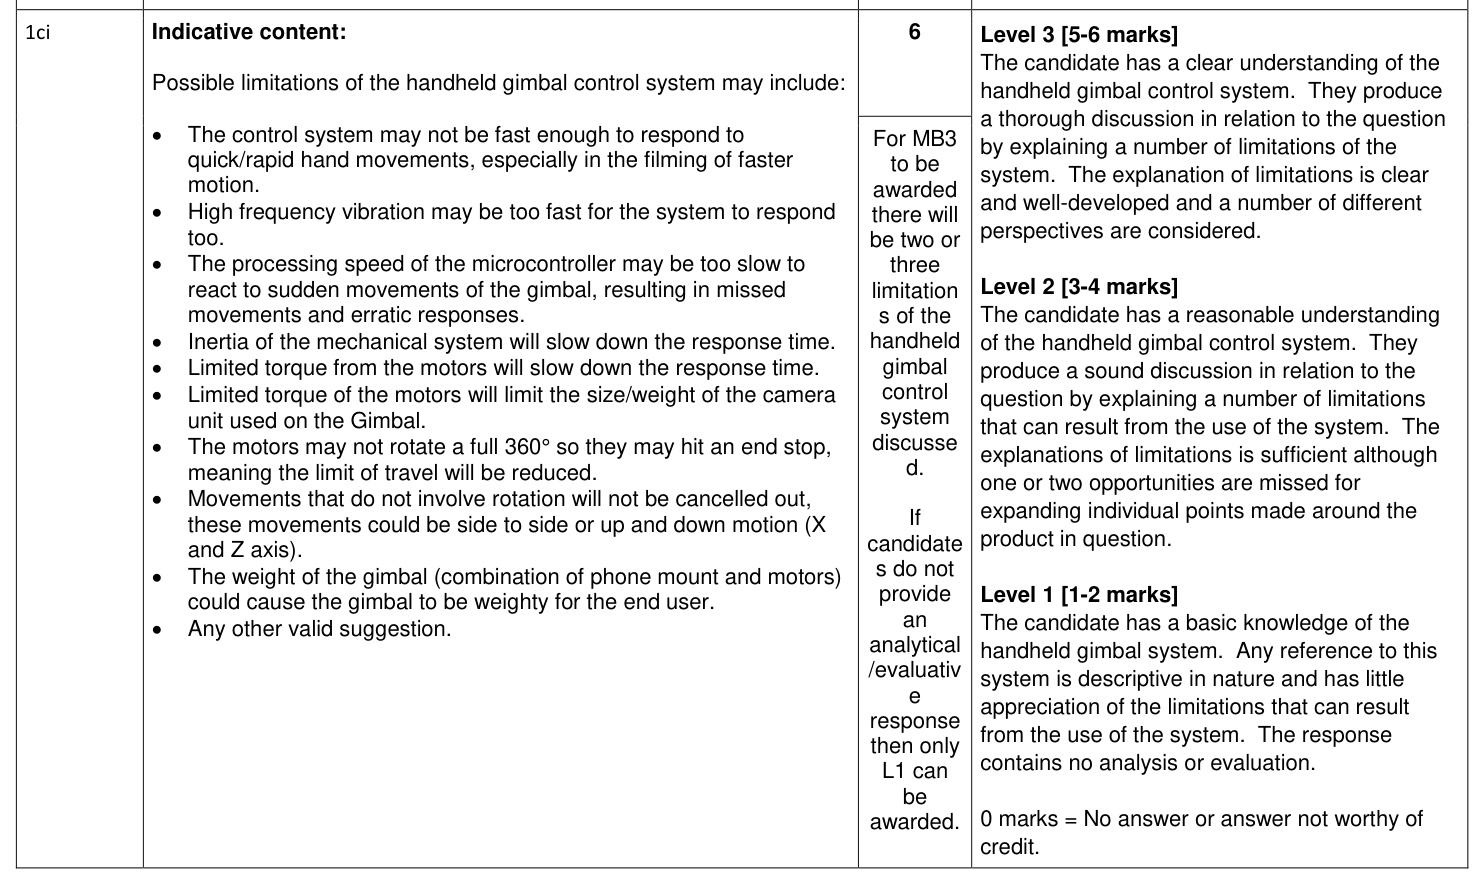 1ci
Indicative content:
Possible limitations of the handheld gimbal control system may include:
• The control system may not be fast enough to respond to
quick/rapid hand movements, especially in the filming of faster
motion.
• High frequency vibration may be too fast for the system to respond
too.
• The processing speed of the microcontroller may be too slow to
react to sudden movements of the gimbal, resulting in missed
movements and erratic responses.
• Inertia of the mechanical system will slow down the response time.
• Limited torque from the motors will slow down the response time.
• Limited torque of the motors will limit the size/weight of the camera
unit used on the Gimbal.
• The motors may not rotate a full 360° so they may hit an end stop,
meaning the limit of travel will be reduced.
• Movements that do not involve rotation will not be cancelled out,
these movements could be side to side or up and down motion (X
and Z axis).
• The weight of the gimbal (combination of phone mount and motors)
could cause the gimbal to be weighty for the end user.
• Any other valid suggestion.
6
For MB3
to be
awarded
there will
be two or
three
limitation
s of the
handheld
gimbal
control
system
discusse
d.
If
candidate
s do not
provide
an
analytical
/evaluativ
e
response
then only
L1 can
be
awarded.
Level 3 [5-6 marks]
The candidate has a clear understanding of the
handheld gimbal control system.  They produce
a thorough discussion in relation to the question
by explaining a number of limitations of the
system.  The explanation of limitations is clear
and well-developed and a number of different
perspectives are considered.
Level 2 [3-4 marks]
The candidate has a reasonable understanding
of the handheld gimbal control system.  They
produce a sound discussion in relation to the
question by explaining a number of limitations
that can result from the use of the system.  The
explanations of limitations is sufficient although
one or two opportunities are missed for
expanding individual points made around the
product in question.
Level 1 [1-2 marks]
The candidate has a basic knowledge of the
handheld gimbal system.  Any reference to this
system is descriptive in nature and has little
appreciation of the limitations that can result
from the use of the system.  The response
contains no analysis or evaluation.
0 marks = No answer or answer not worthy of
credit.